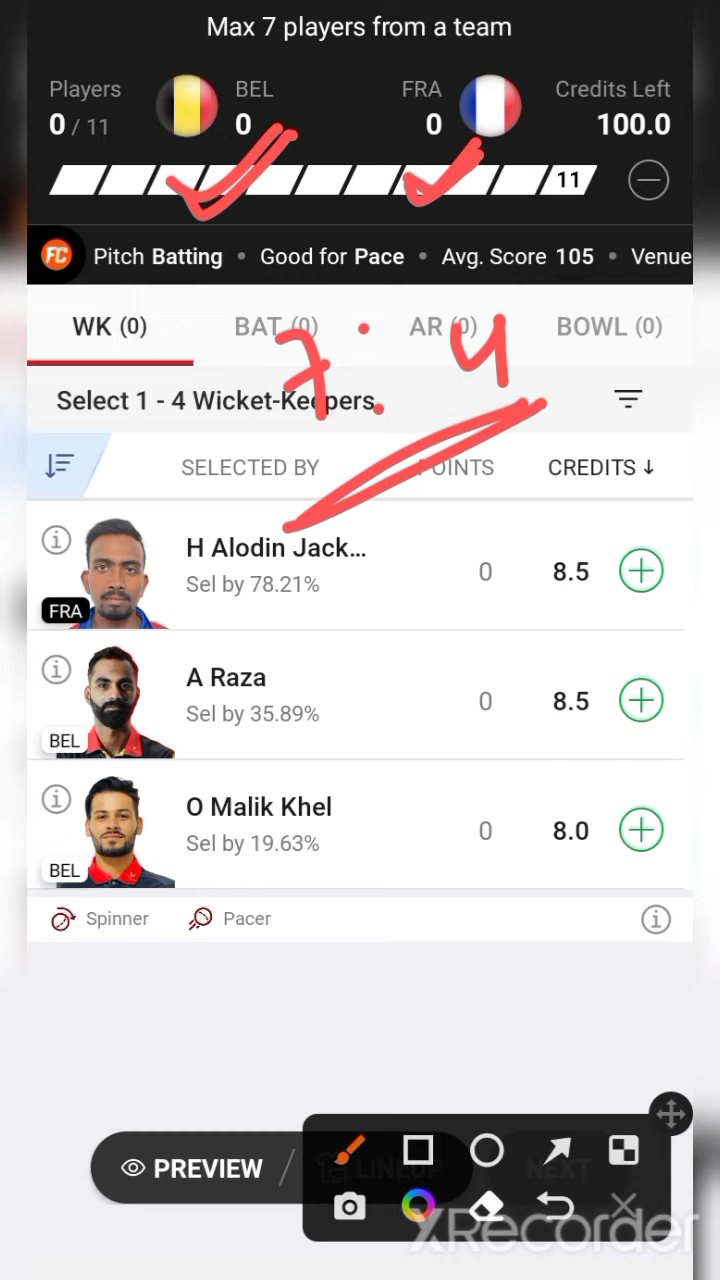 Max 7 players from a team
Players BEL FRA Credits Left
0 / 11 0 0 100.0
11
FC Pitch Batting • Good for Pace • Avg. Score 105 • Venue
WK (0) BAT (0) AR (0) BOWL (0)
7 : 4
Select 1 - 4 Wicket-Keepers
SELECTED BY POINTS CREDITS ↓
H Alodin Jack...
Sel by 78.21% 0 8.5
FRA
A Raza
Sel by 35.89% 0 8.5
BEL
O Malik Khel
Sel by 19.63% 0 8.0
BEL
Spinner Pacer
PREVIEW / LINEUP NEXT
XRecorder